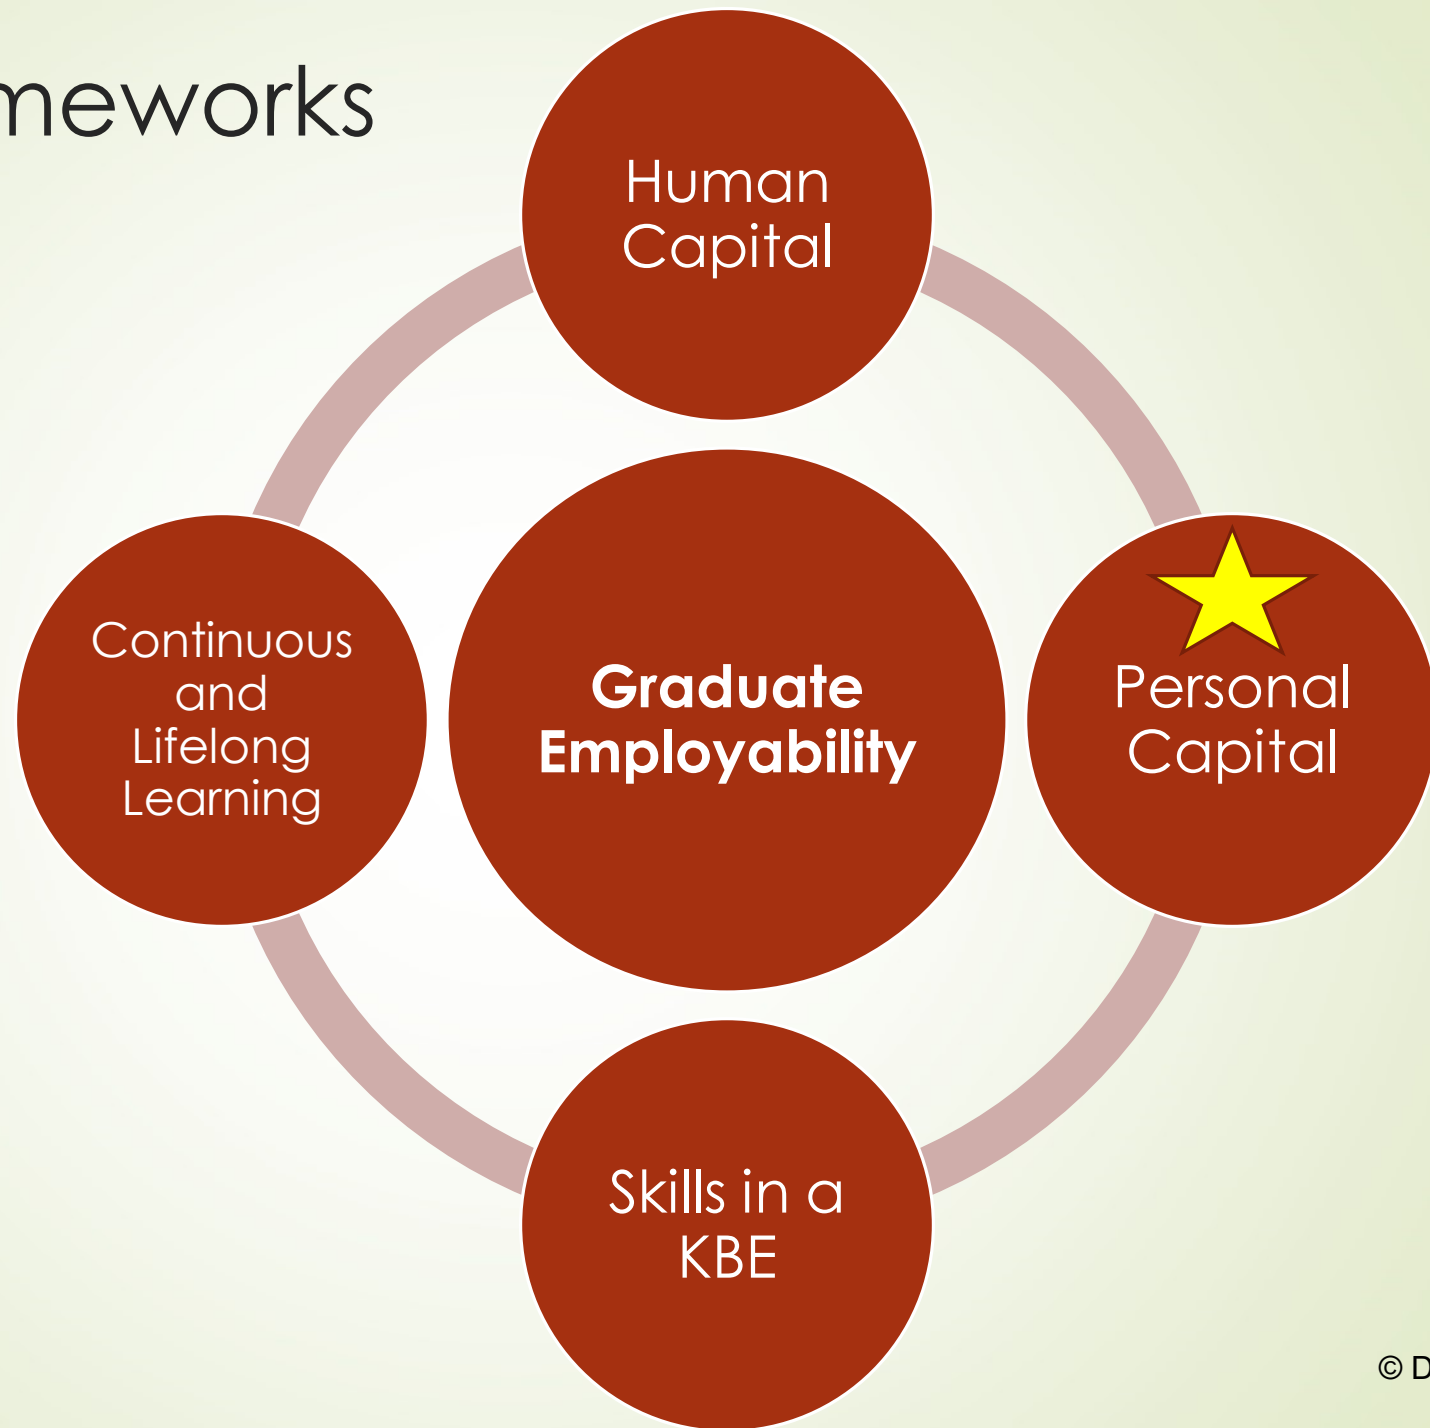 meworks
Human
Capital
Continuous
and
Lifelong
Learning
Graduate
Employability
Personal
Capital
Skills in a
KBE
© D